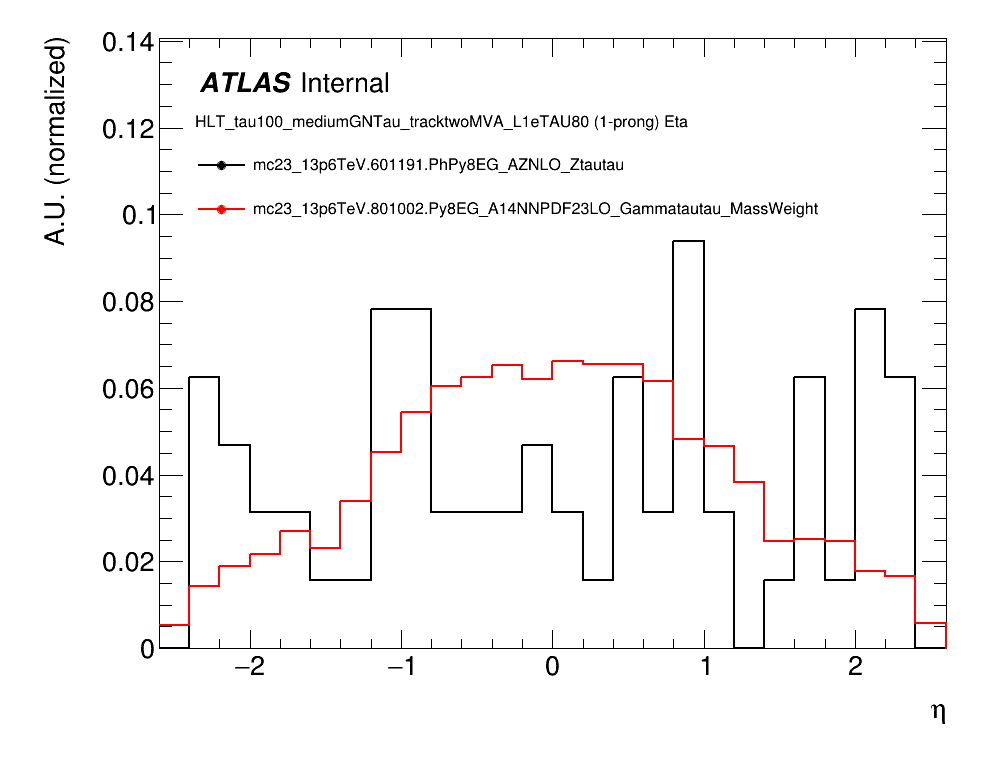 A.U. (normalized)
0.14
0.12
0.1
0.08
0.06
0.04
0.02
0
ATLAS Internal
HLT_tau100_mediumGNTau_tracktwoMVA_L1eTAU80 (1-prong) Eta
mc23_13p6TeV.601191.PhPy8EG_AZNLO_Ztautau
mc23_13p6TeV.801002.Py8EG_A14NNPDF23LO_Gammatautau_MassWeight
−2 −1 0 1 2
η